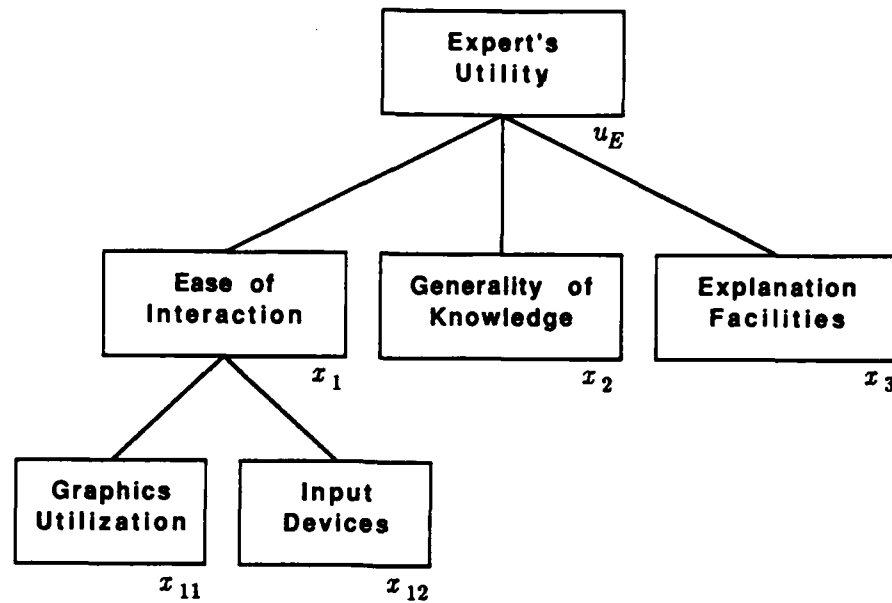 Expert's
Utility
u_E
Ease of
Interaction
x_1
Generality of
Knowledge
x_2
Explanation
Facilities
x_3
Graphics
Utilization
x_11
Input
Devices
x_12